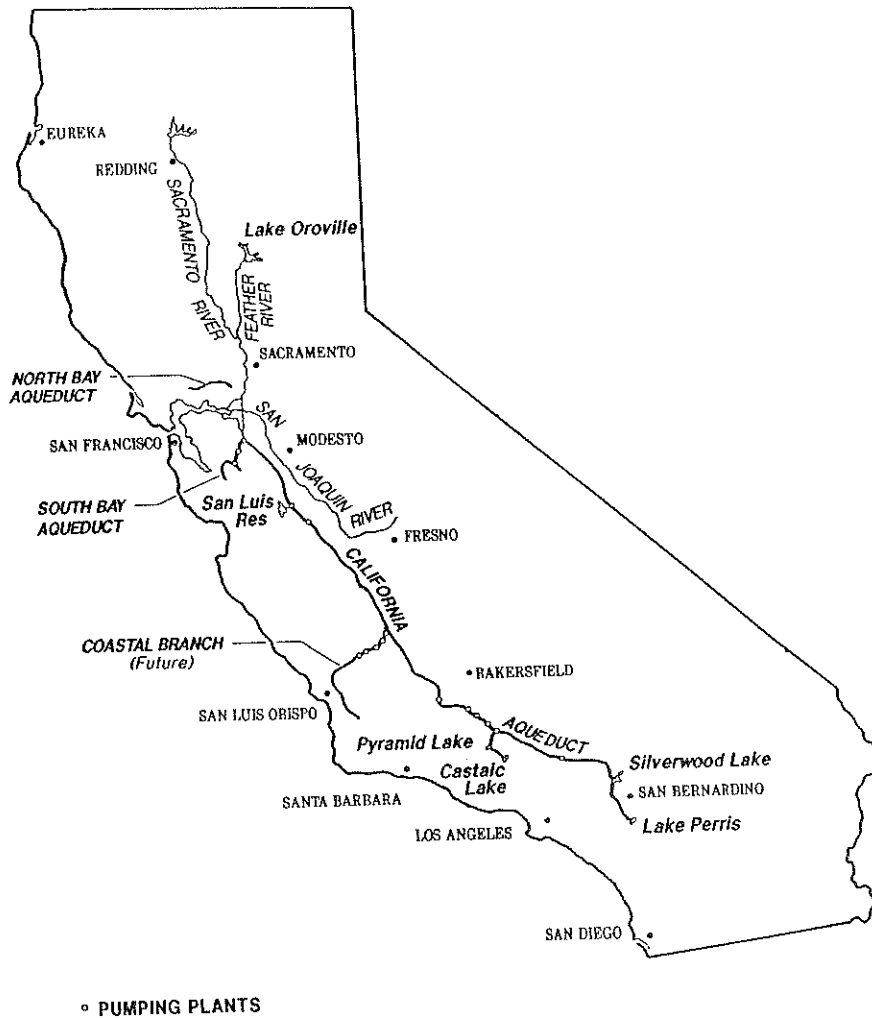 EUREKA
REDDING
SACRAMENTO
RIVER
Lake Oroville
FEATHER
RIVER
SACRAMENTO
NORTH BAY
AQUEDUCT
SAN
JOAQUIN
RIVER
SAN FRANCISCO
MODESTO
SOUTH BAY
AQUEDUCT
San Luis
Res
FRESNO
CALIFORNIA
AQUEDUCT
COASTAL BRANCH
(Future)
BAKERSFIELD
SAN LUIS OBISPO
Pyramid Lake
Castaic
Lake
Silverwood Lake
SANTA BARBARA
SAN BERNARDINO
LOS ANGELES
Lake Perris
SAN DIEGO
PUMPING PLANTS